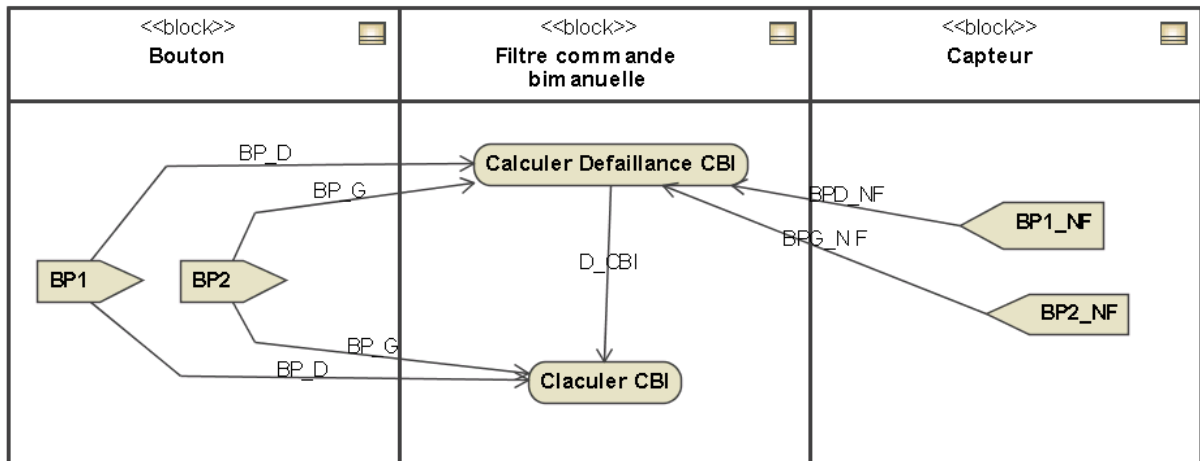 <<block>>
Bouton
<<block>>
Filtre commande
bimanuelle
<<block>>
Capteur
BP_D
Calculer Defaillance CBI
BP_G
BPD_NF
BP1_NF
BPG_NF
D_CBI
BP1
BP2
BP2_NF
BP_G
BP_D
Claculer CBI